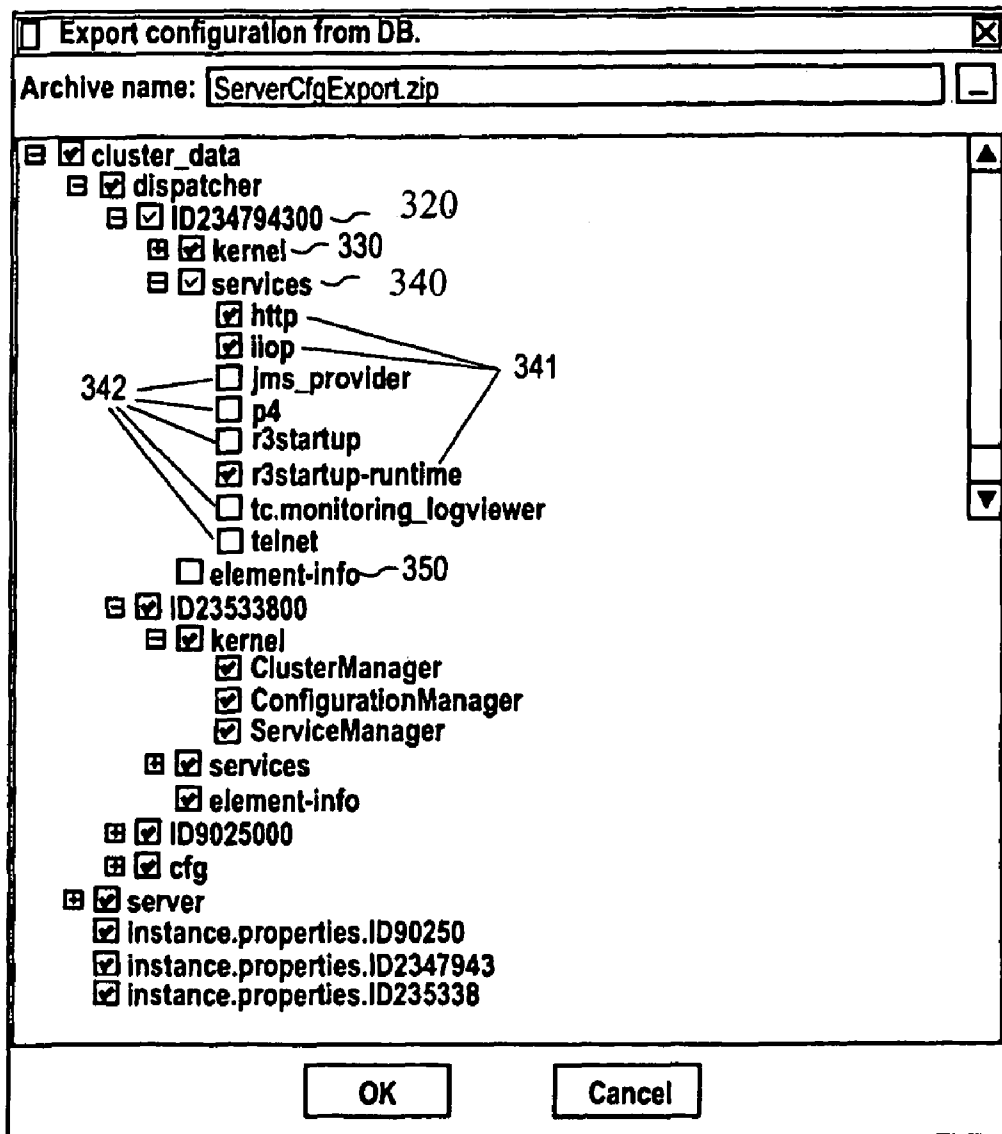 Export configuration from DB.
Archive name: ServerCfgExport.zip
cluster_data
dispatcher
ID234794300 320
kernel 330
services 340
http
iiop
341
jms_provider
342
p4
r3startup
r3startup-runtime
tc.monitoring_logviewer
telnet
element-info 350
ID23533800
kernel
ClusterManager
ConfigurationManager
ServiceManager
services
element-info
ID9025000
cfg
server
instance.properties.ID90250
instance.properties.ID2347943
instance.properties.ID235338
OK Cancel